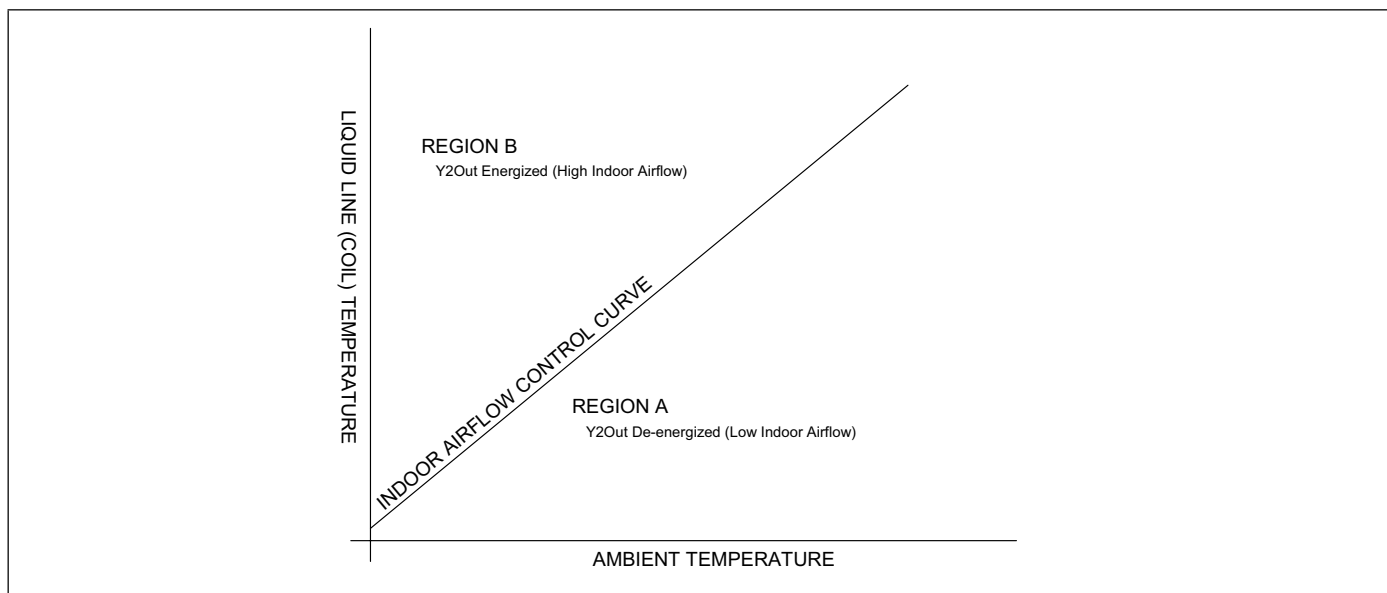 REGION B
Y2Out Energized (High Indoor Airflow)
LIQUID LINE (COIL) TEMPERATURE
INDOOR AIRFLOW CONTROL CURVE
REGION A
Y2Out De-energized (Low Indoor Airflow)
AMBIENT TEMPERATURE